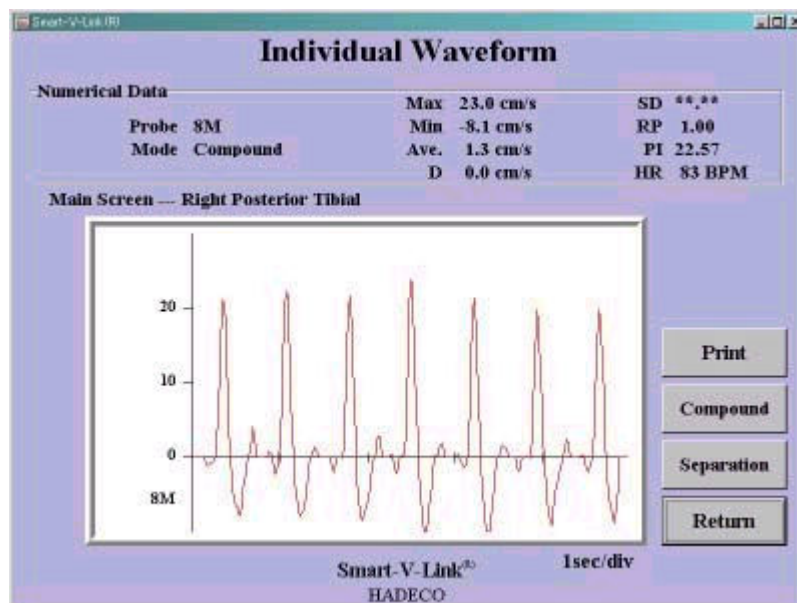 Smart-V-Link(R)
Individual Waveform
Numerical Data
Probe 8M
Mode Compound
Max 23.0 cm/s
Min -8.1 cm/s
Ave. 1.3 cm/s
D 0.0 cm/s
SD **.**
RP 1.00
PI 22.57
HR 83 BPM
Main Screen --- Right Posterior Tibial
20
10
0
8M
Print
Compound
Separation
Return
1sec/div
Smart-V-Link(R)
HADECO